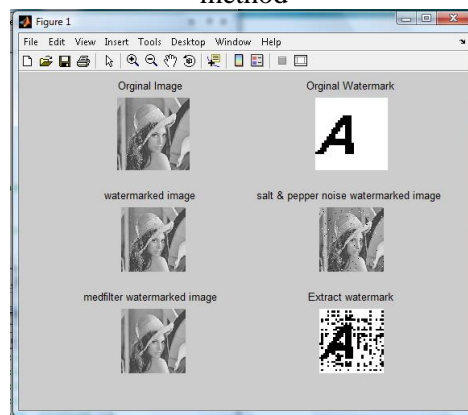 method
Figure 1
File Edit View Insert Tools Desktop Window Help
Orginal Image Orginal Watermark
A
watermarked image salt & pepper noise watermarked image
medfilter watermarked image Extract watermark
A